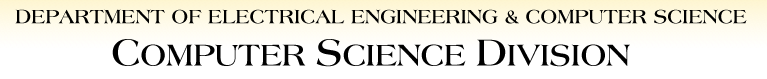 DEPARTMENT OF ELECTRICAL ENGINEERING & COMPUTER SCIENCE
COMPUTER SCIENCE DIVISION